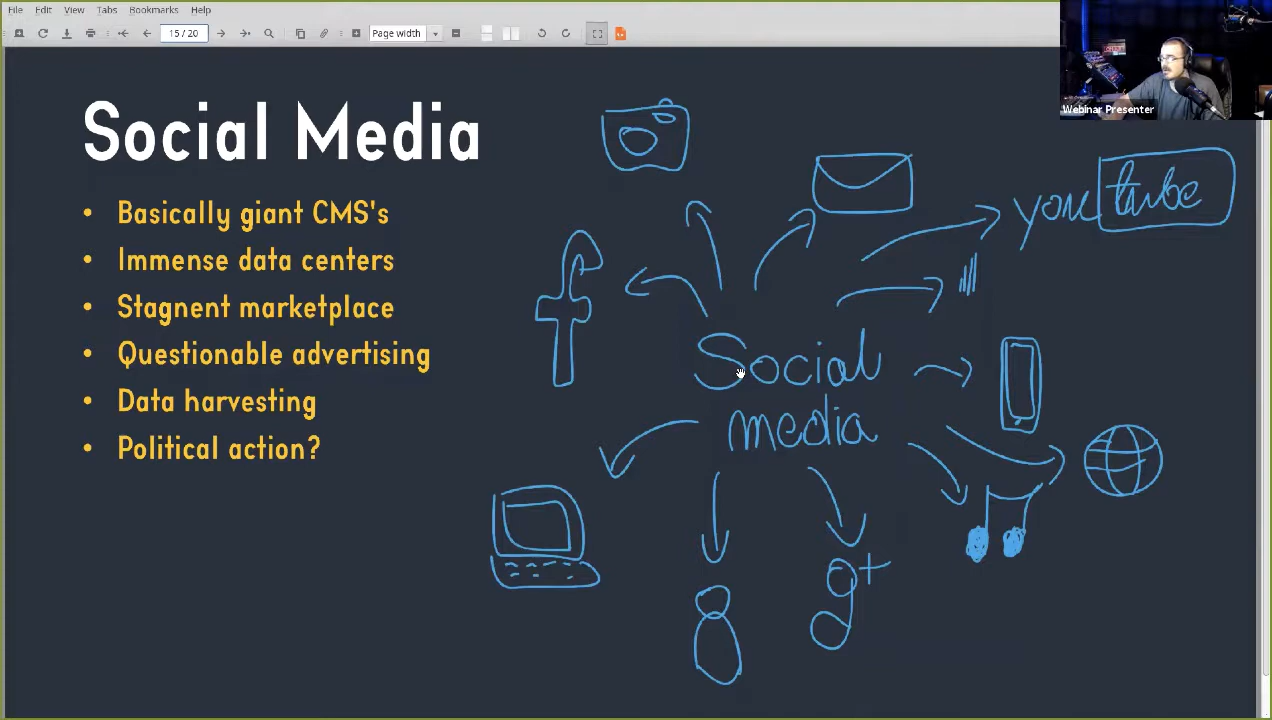 File Edit View Tabs Bookmarks Help
15 / 20 Page width
Webinar Presenter
Social Media
• Basically giant CMS's
• Immense data centers
• Stagnent marketplace
• Questionable advertising
• Data harvesting
• Political action?
you tube
Social
media
g+